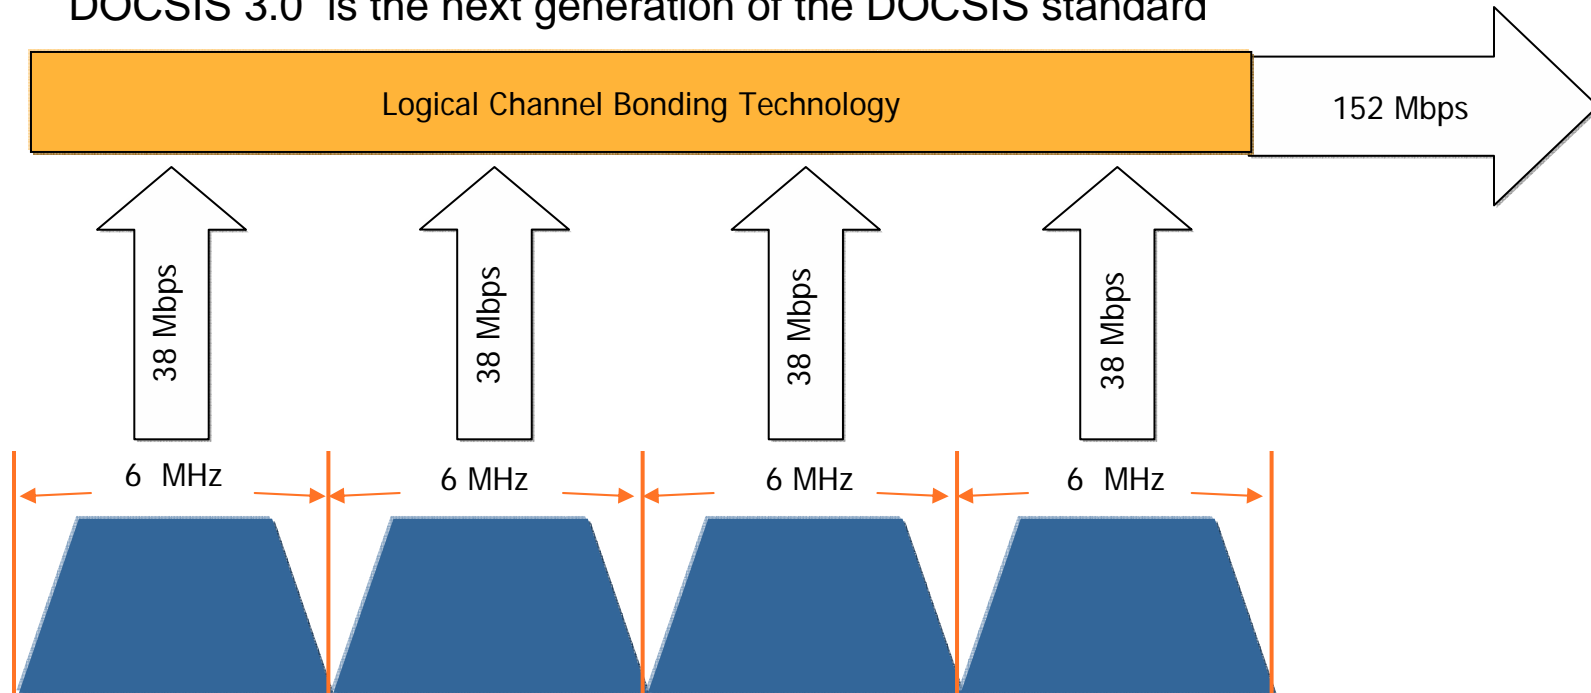 DOCSIS 3.0 is the next generation of the DOCSIS standard
Logical Channel Bonding Technology
152 Mbps
38 Mbps
38 Mbps
38 Mbps
38 Mbps
6 MHz
6 MHz
6 MHz
6 MHz